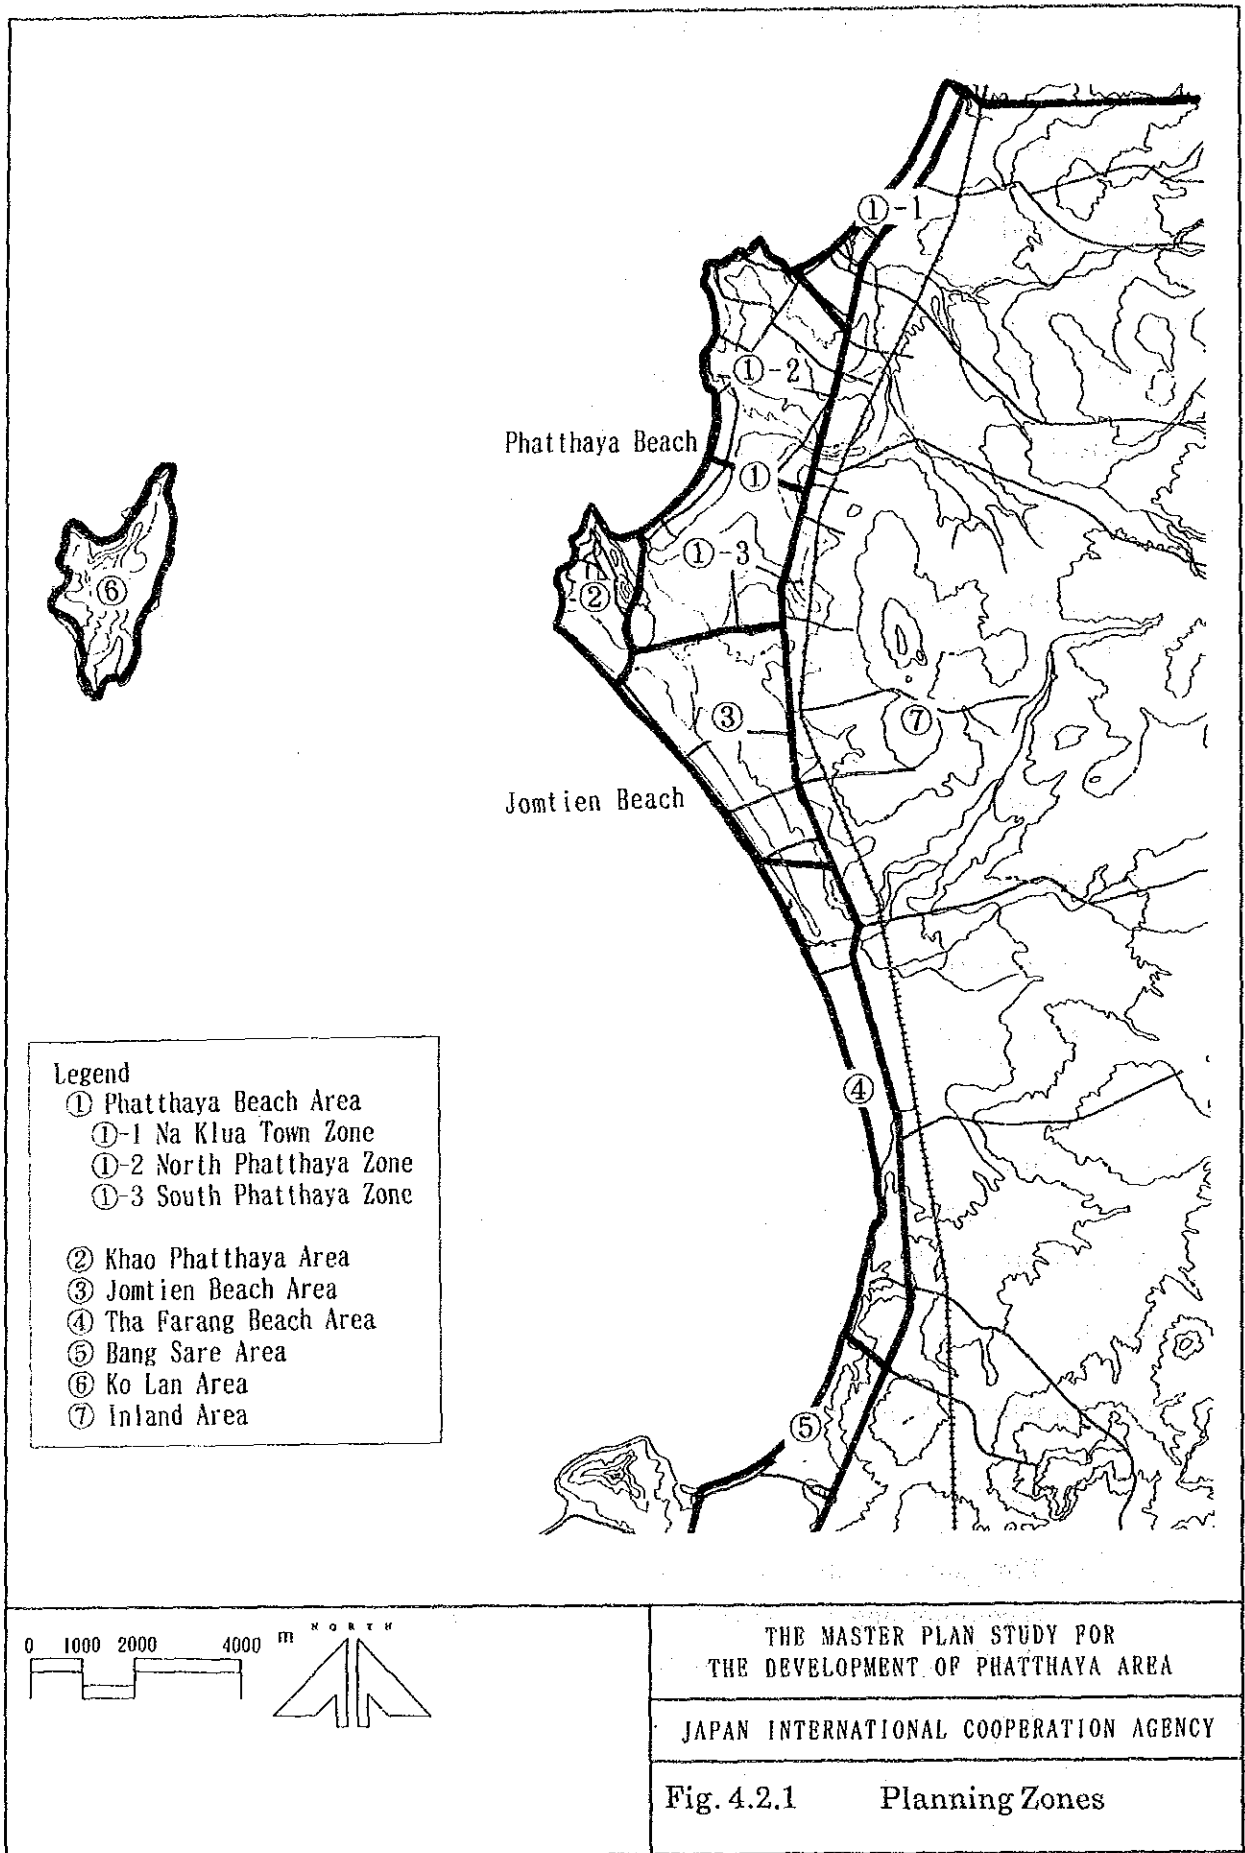 ①-1
①-2
Phatthaya Beach
①
①-3
⑥
②
③
⑦
Jomtien Beach
④
⑤
Legend
① Phatthaya Beach Area
①-1 Na Klua Town Zone
①-2 North Phatthaya Zone
①-3 South Phatthaya Zone
② Khao Phatthaya Area
③ Jomtien Beach Area
④ Tha Farang Beach Area
⑤ Bang Sare Area
⑥ Ko Lan Area
⑦ Inland Area
0 1000 2000 4000 m
NORTH
THE MASTER PLAN STUDY FOR
THE DEVELOPMENT OF PHATTHAYA AREA
JAPAN INTERNATIONAL COOPERATION AGENCY
Fig. 4.2.1 Planning Zones